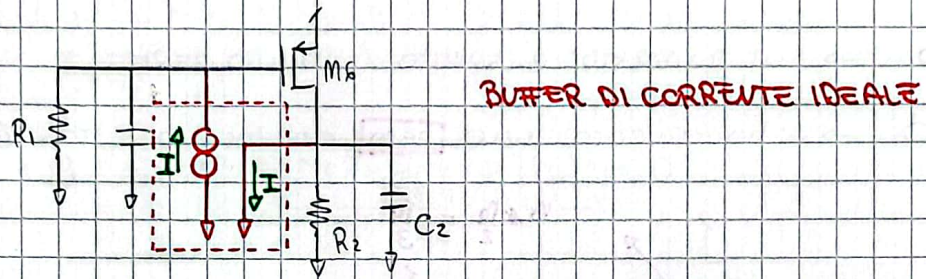 M6
BUFFER DI CORRENTE IDEALE
R1
I
I
R2
C2